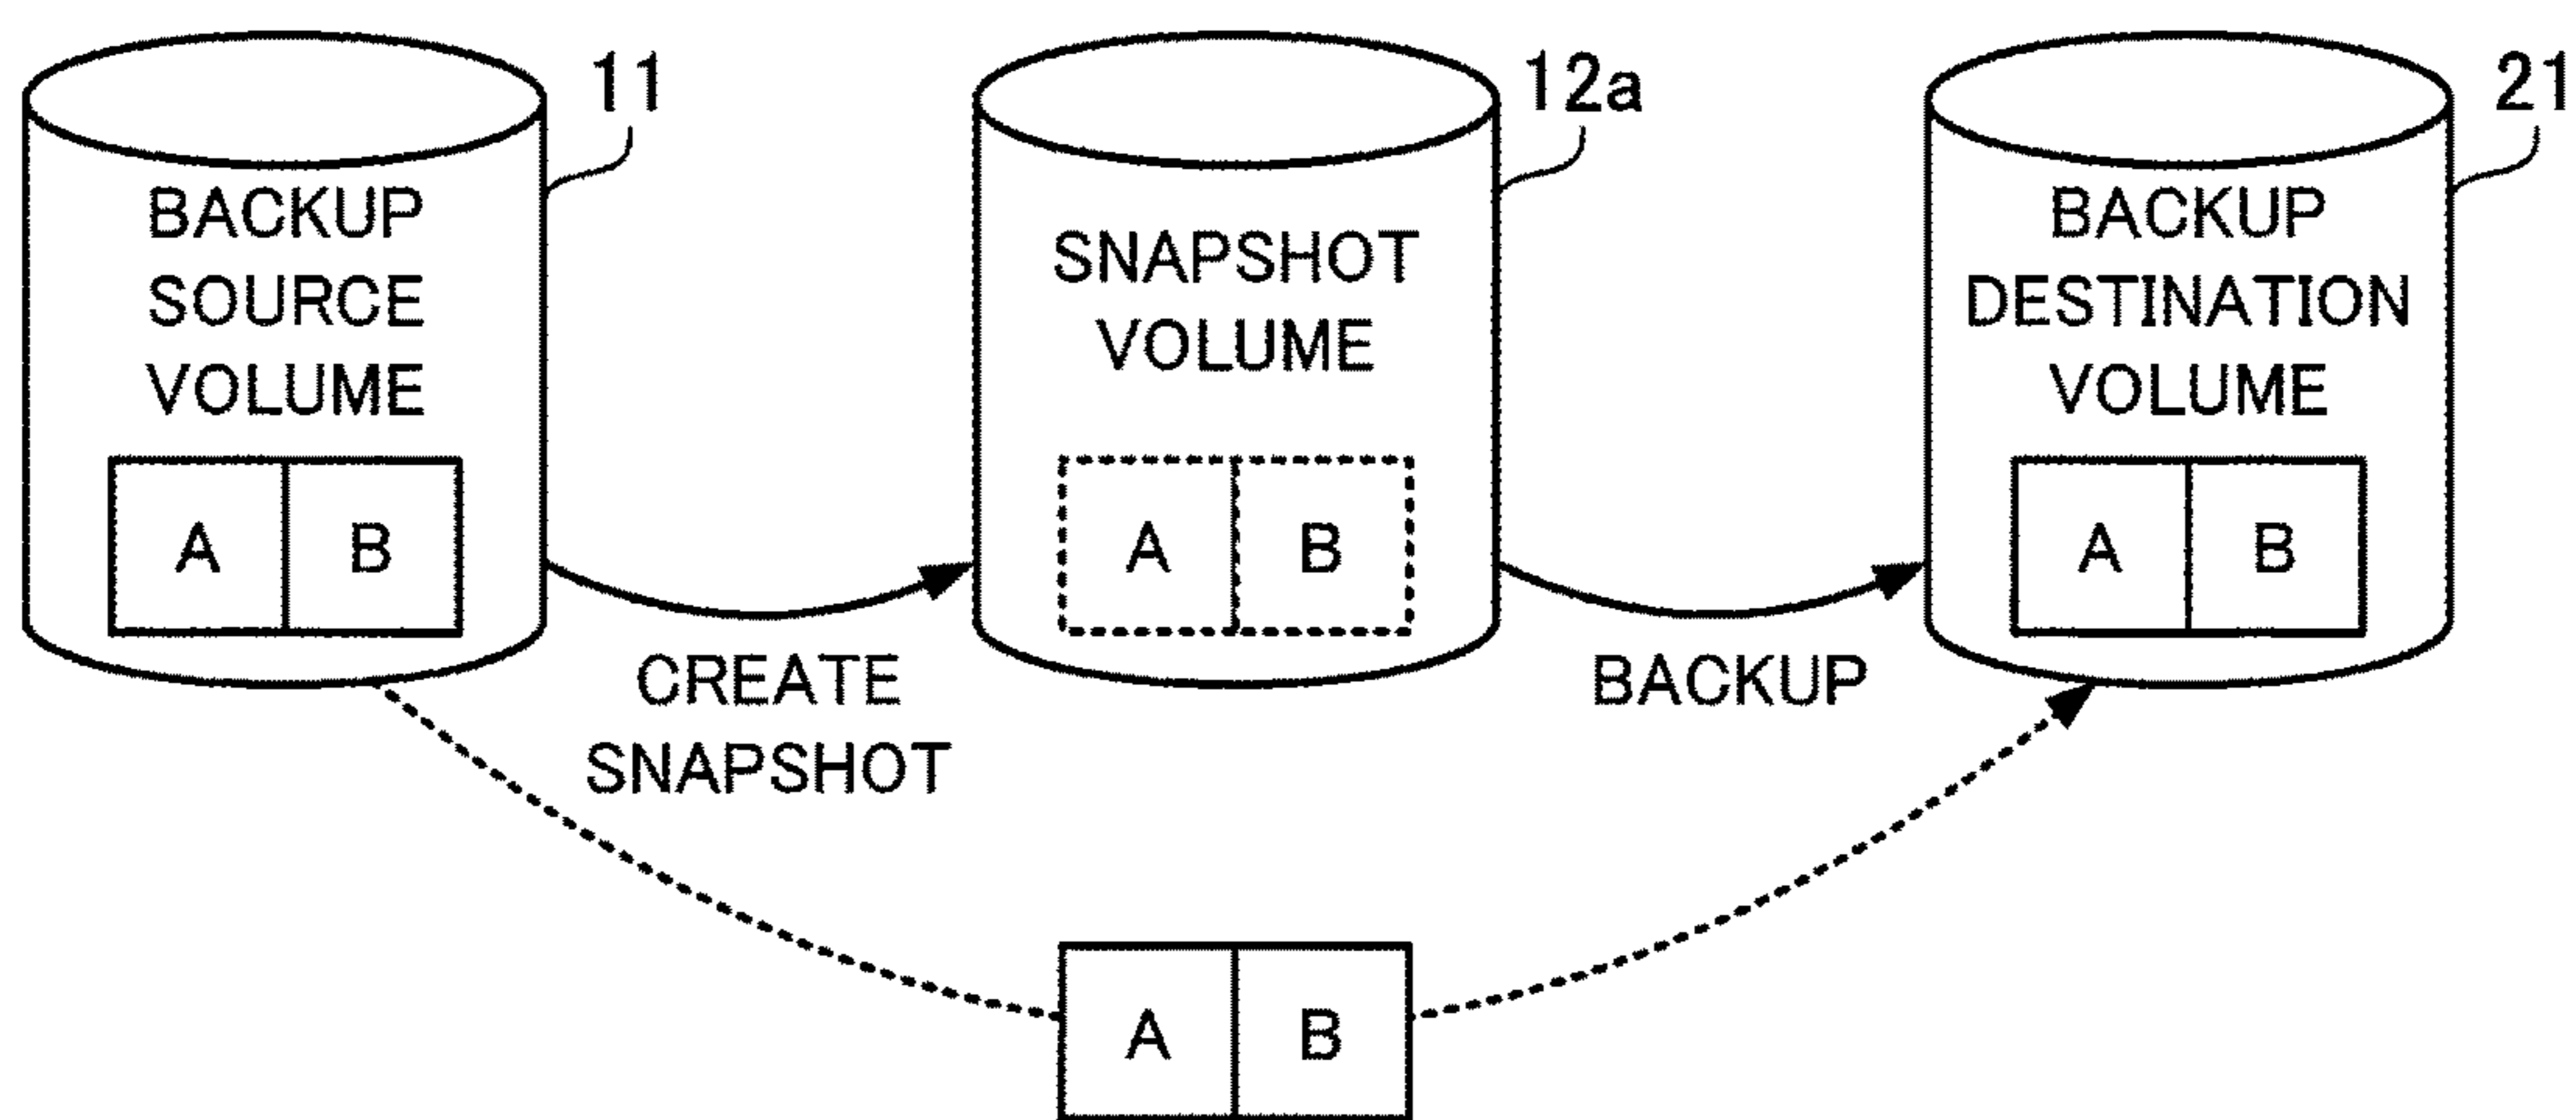 11
BACKUP
SOURCE
VOLUME
A B
12a
SNAPSHOT
VOLUME
A B
21
BACKUP
DESTINATION
VOLUME
A B
CREATE
SNAPSHOT
BACKUP
A B